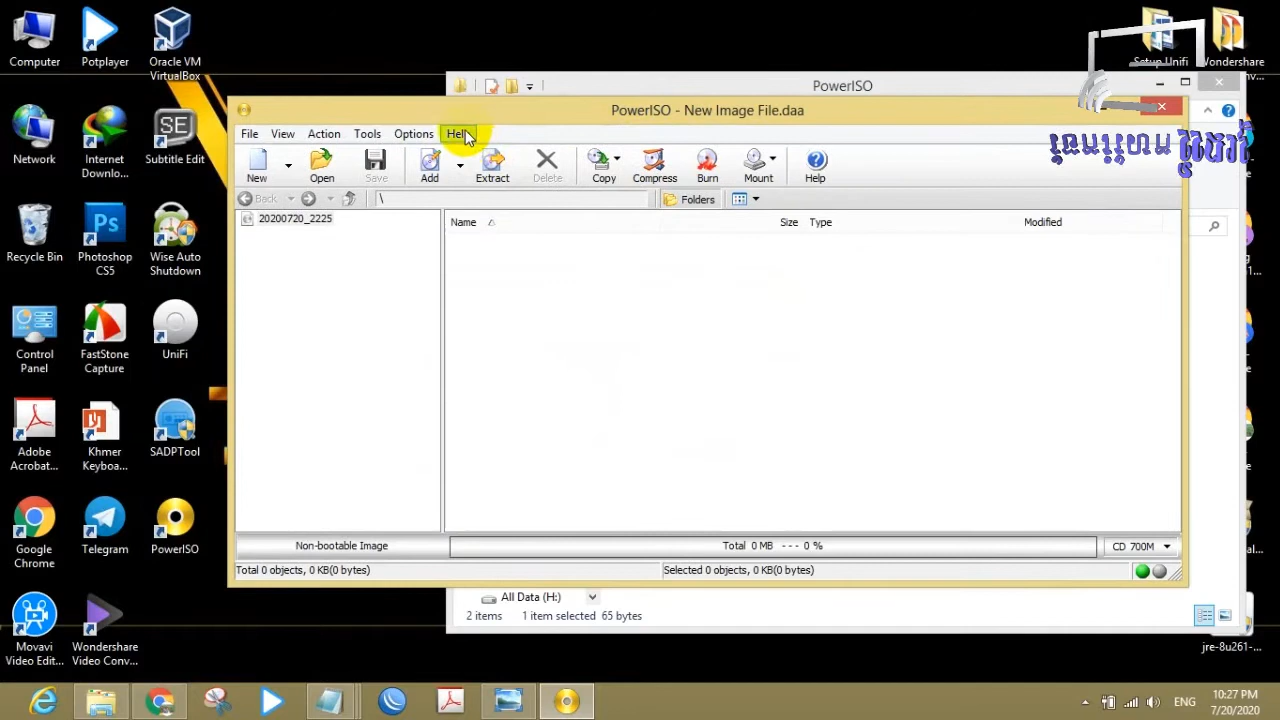 Computer
Potplayer
Oracle VM
VirtualBox
Setup Unifi
Wondershare
Network
Internet
Downlo...
Subtitle Edit
Recycle Bin
Photoshop
CS5
Wise Auto
Shutdown
Control
Panel
FastStone
Capture
UniFi
Adobe
Acrobat...
Khmer
Keyboa...
SADPTool
Google
Chrome
Telegram
PowerISO
Movavi
Video Edit...
Wondershare
Video Conv...
PowerISO
PowerISO - New Image File.daa
File View Action Tools Options Help
New Open Save Add Extract Delete Copy Compress Burn Mount Help
Back \ Folders
20200720_2225
Name Size Type Modified
Non-bootable Image Total 0 MB --- 0 % CD 700M
Total 0 objects, 0 KB(0 bytes) Selected 0 objects, 0 KB(0 bytes)
All Data (H:)
2 items 1 item selected 65 bytes
jre-8u261-...
ENG
10:27 PM
7/20/2020